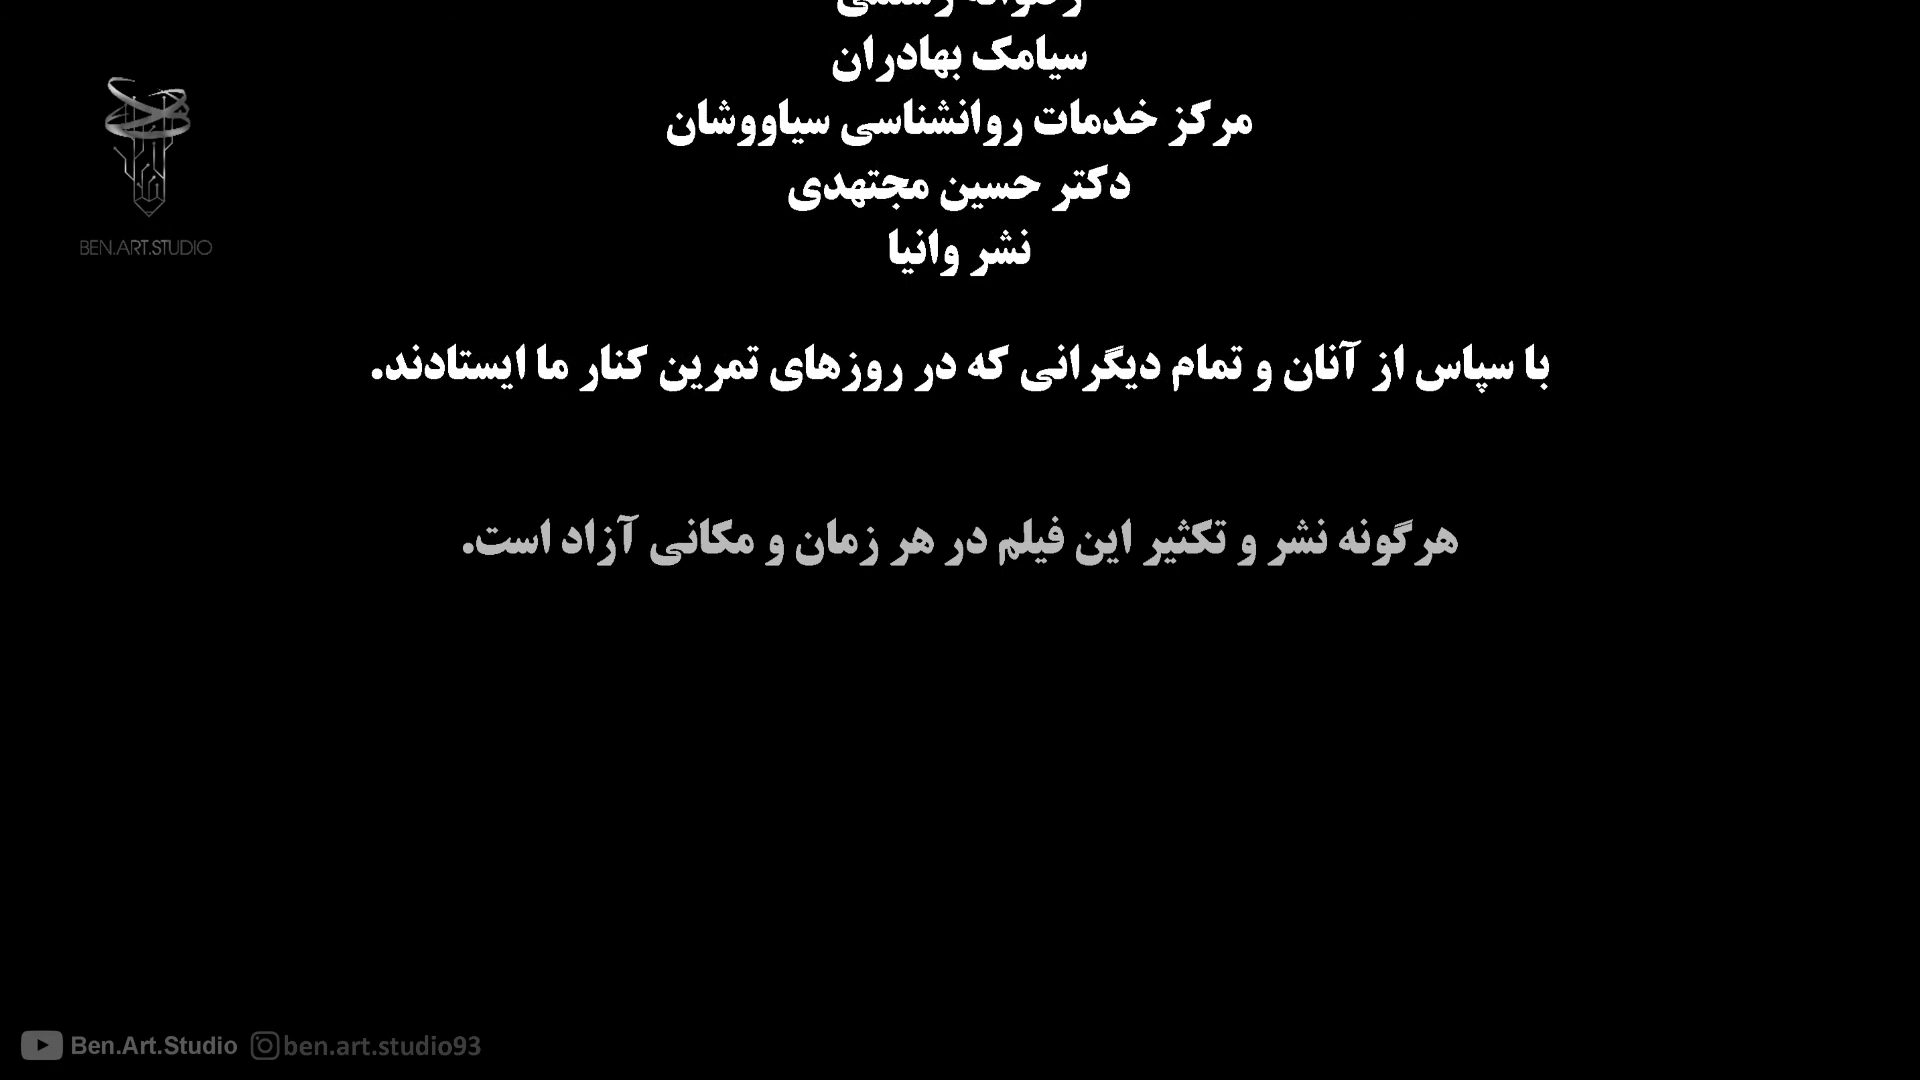 سیامک بهادران
مرکز خدمات روانشناسی سیاووشان
دکتر حسین مجتهدی
نشر وانیا
با سپاس از آنان و تمام دیگرانی که در روزهای تمرین کنار ما ایستادند.
هرگونه نشر و تکثیر این فیلم در هر زمان و مکانی آزاد است.
BEN.ART.STUDIO
Ben.Art.Studio ben.art.studio93